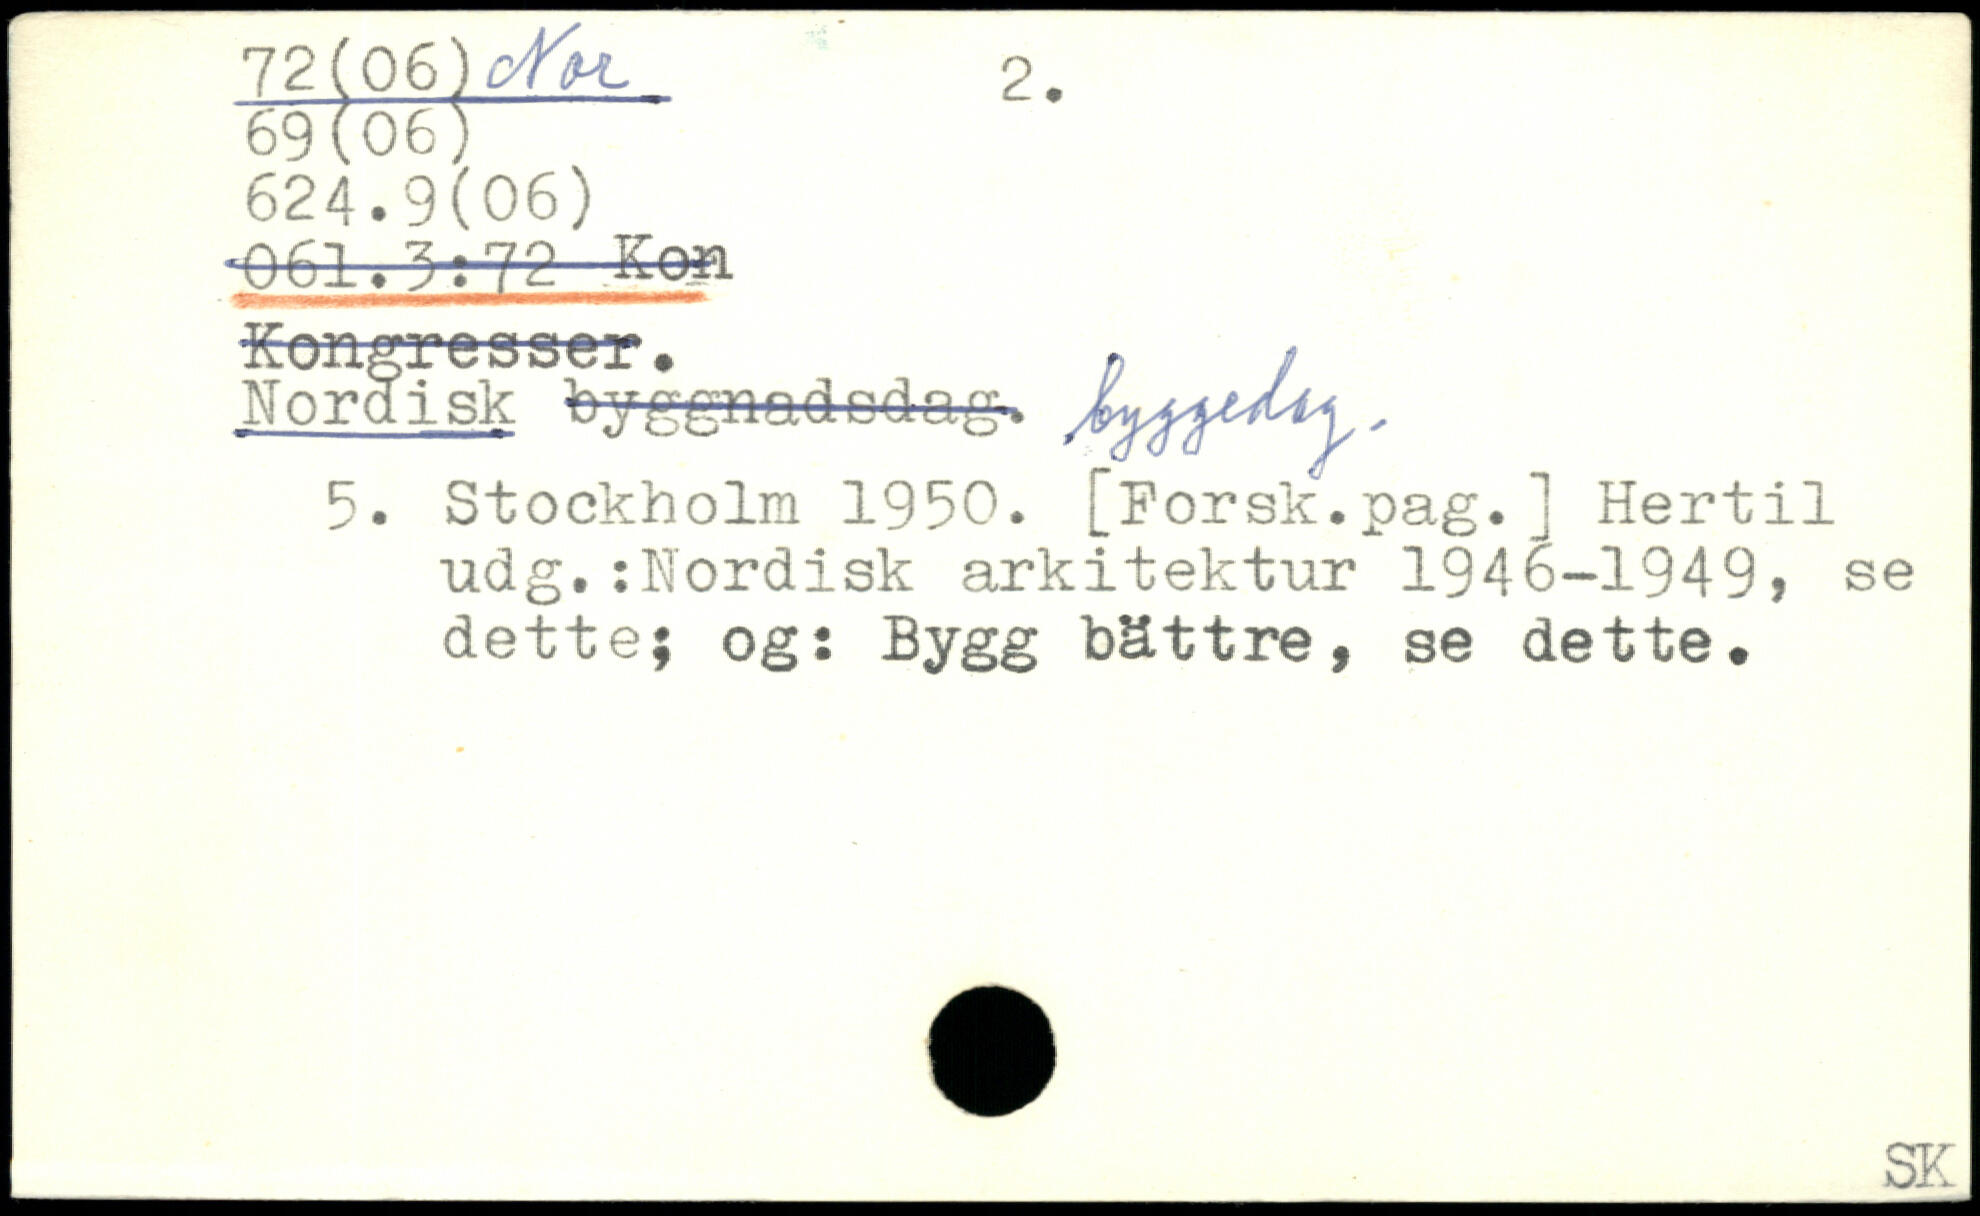 72(06) Nor 2.
69(06)
624.9(06)
061.3:72 Kon
Kongresser.
Nordisk byggnadsdag. byggedag.
5. Stockholm 1950. [Forsk.pag.] Hertil
udg.:Nordisk arkitektur 1946-1949, se
dette; og: Bygg bättre, se dette.
SK